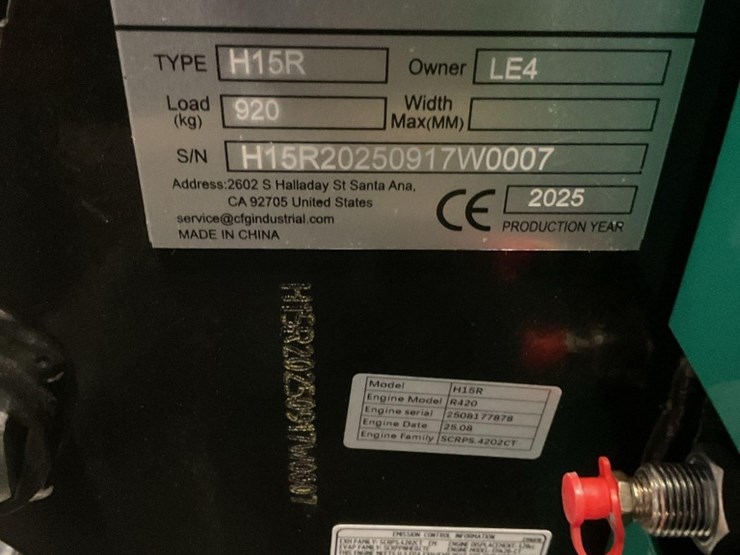 TYPE H15R Owner LE4
Load (kg) 920 Width Max(MM)
S/N H15R20250917W0007
Address:2602 S Halladay St Santa Ana,
CA 92705 United States
service@cfgindustrial.com
MADE IN CHINA
CE 2025
PRODUCTION YEAR
H15R20250917W0007
Model H15R
Engine Model R420
Engine serial 2508177878
Engine Date 25.08
Engine Family SCRPS.4202CT
EMISSION CONTROL INFORMATION